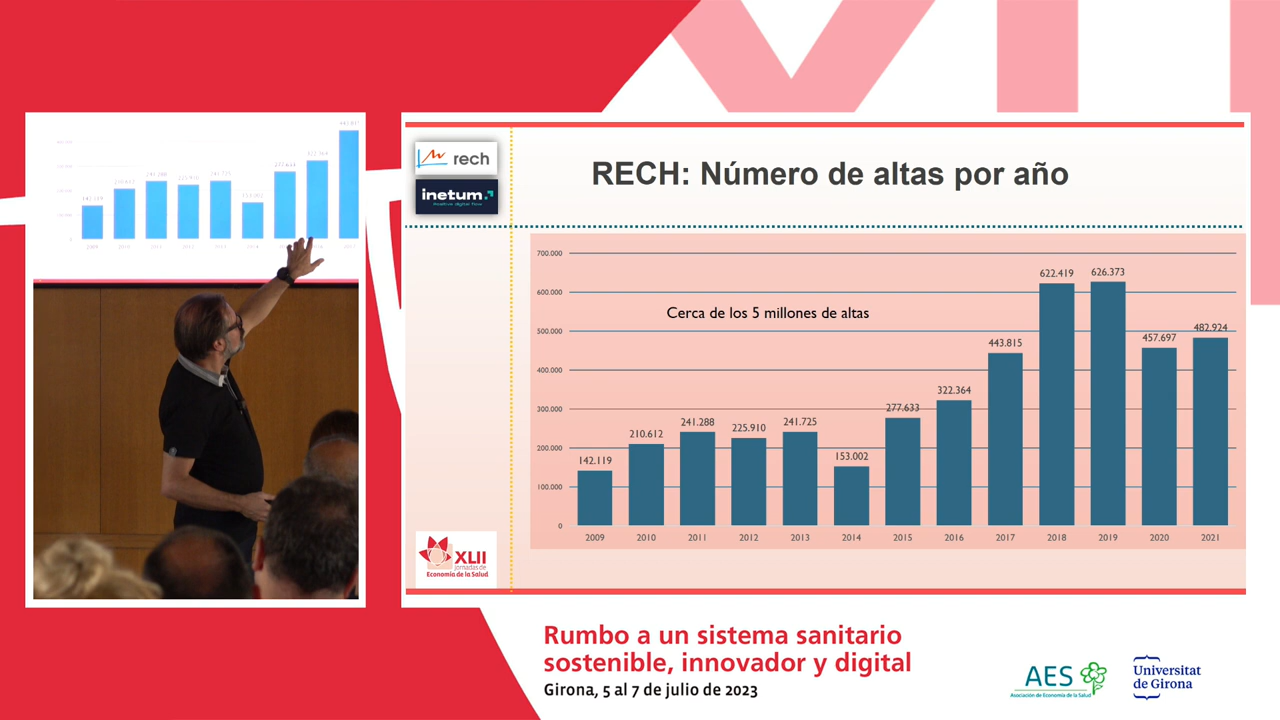 rech
inetum
Positive digital flow
RECH: Número de altas por año
Cerca de los 5 millones de altas
700.000
600.000
500.000
400.000
300.000
200.000
100.000
0
142.119
210.612
241.288
225.910
241.725
153.002
277.633
322.364
443.815
622.419
626.373
457.697
482.924
2009 2010 2011 2012 2013 2014 2015 2016 2017 2018 2019 2020 2021
XLII
Jornadas de
Economía de la Salud
Rumbo a un sistema sanitario
sostenible, innovador y digital
Girona, 5 al 7 de julio de 2023
AES
Asociación de Economía de la Salud
Universitat
de Girona